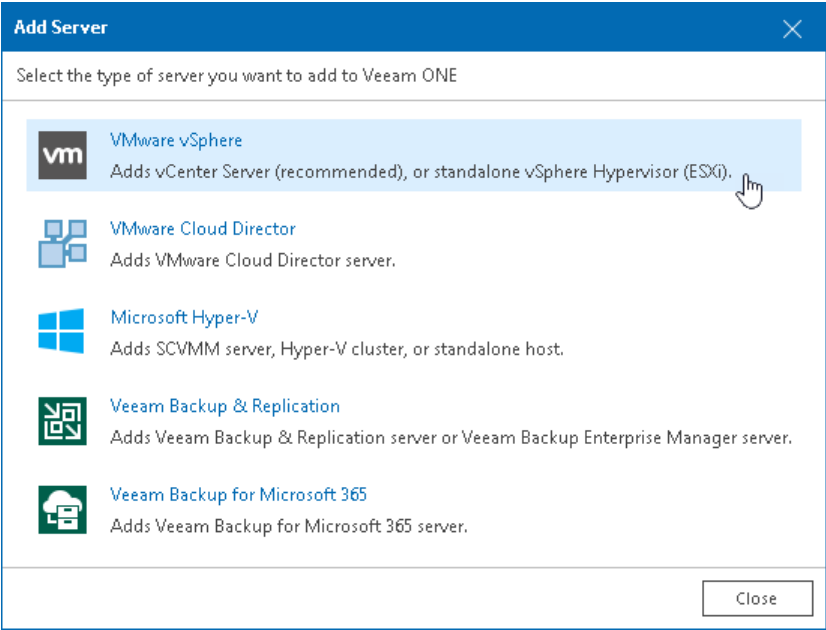 Add Server
Select the type of server you want to add to Veeam ONE
vm
VMware vSphere
Adds vCenter Server (recommended), or standalone vSphere Hypervisor (ESXi).
VMware Cloud Director
Adds VMware Cloud Director server.
Microsoft Hyper-V
Adds SCVMM server, Hyper-V cluster, or standalone host.
Veeam Backup & Replication
Adds Veeam Backup & Replication server or Veeam Backup Enterprise Manager server.
Veeam Backup for Microsoft 365
Adds Veeam Backup for Microsoft 365 server.
Close